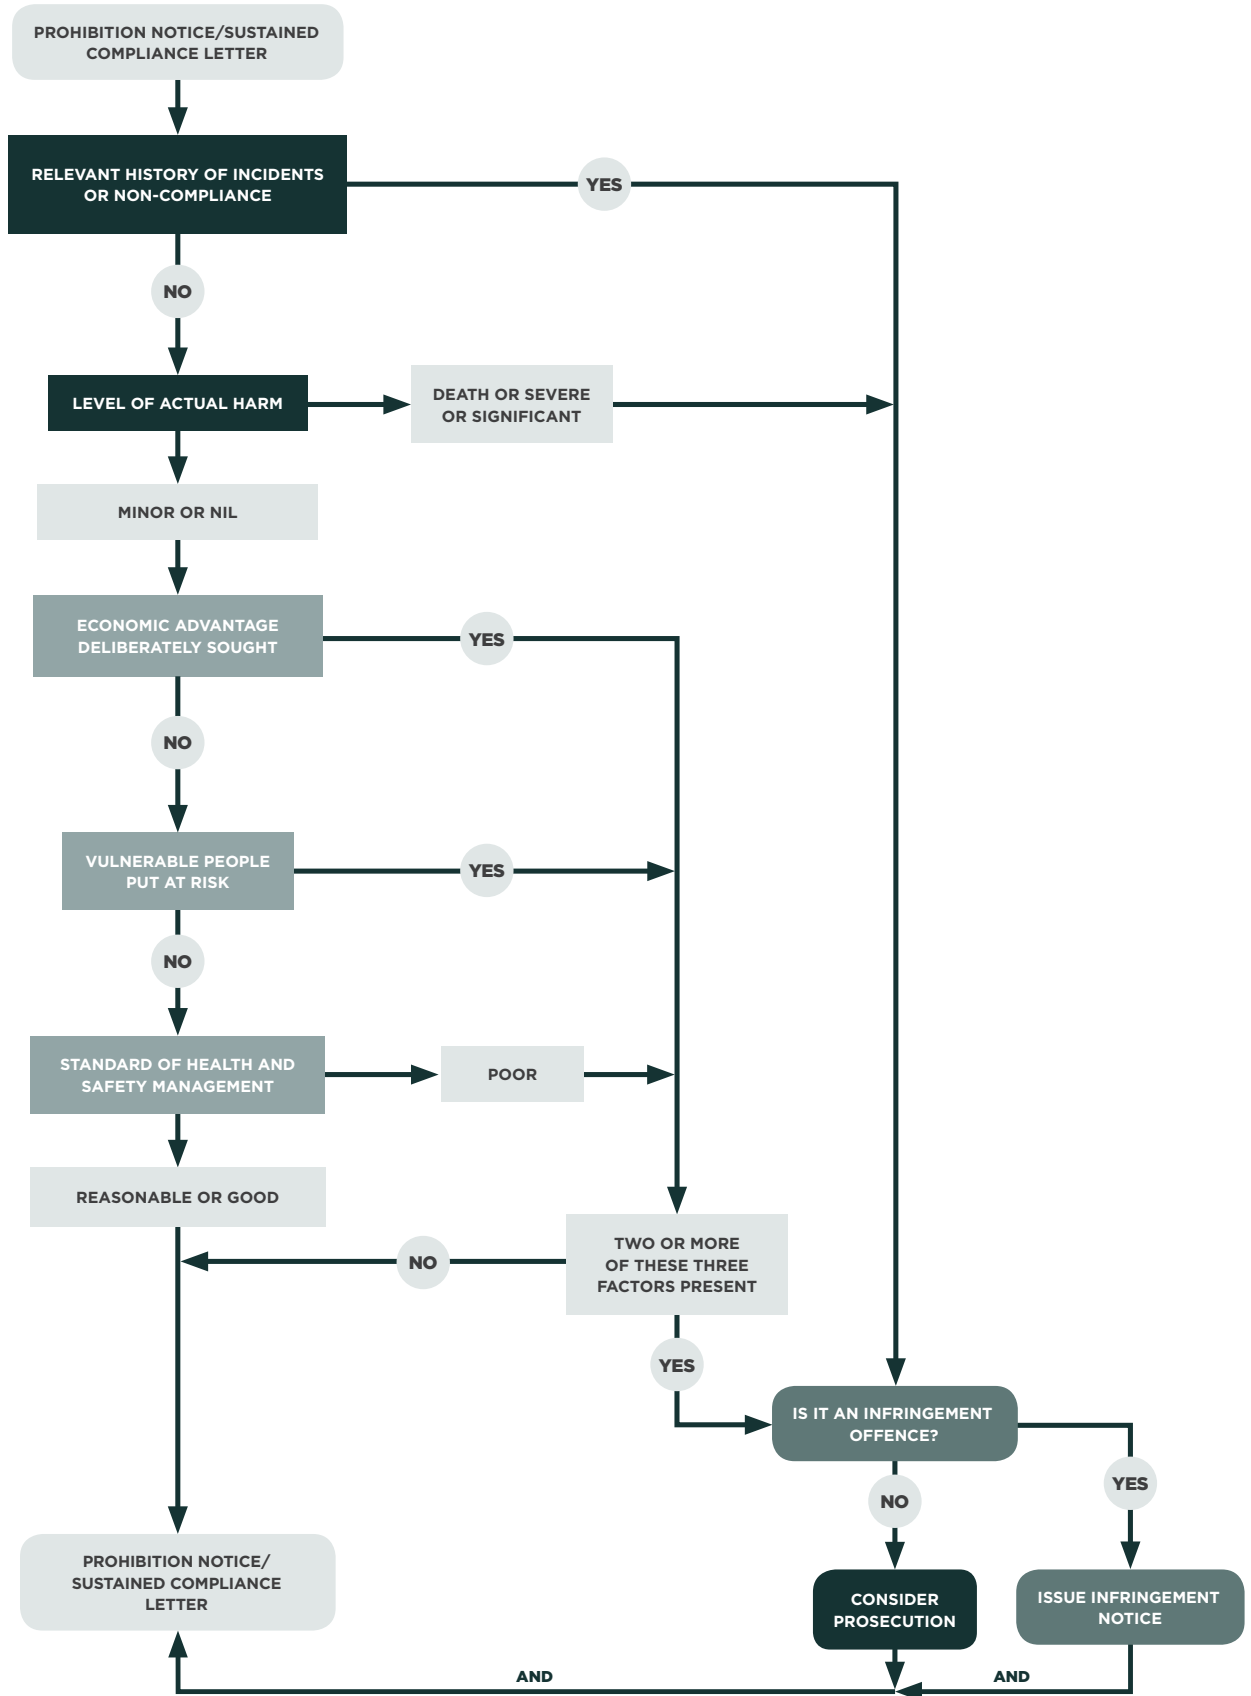 PROHIBITION NOTICE/SUSTAINED
COMPLIANCE LETTER
RELEVANT HISTORY OF INCIDENTS
OR NON-COMPLIANCE
YES
NO
LEVEL OF ACTUAL HARM
DEATH OR SEVERE
OR SIGNIFICANT
MINOR OR NIL
ECONOMIC ADVANTAGE
DELIBERATELY SOUGHT
YES
NO
VULNERABLE PEOPLE
PUT AT RISK
YES
NO
STANDARD OF HEALTH AND
SAFETY MANAGEMENT
POOR
REASONABLE OR GOOD
TWO OR MORE
OF THESE THREE
FACTORS PRESENT
NO
YES
IS IT AN INFRINGEMENT
OFFENCE?
YES
NO
PROHIBITION NOTICE/
SUSTAINED COMPLIANCE
LETTER
CONSIDER
PROSECUTION
ISSUE INFRINGEMENT
NOTICE
AND
AND